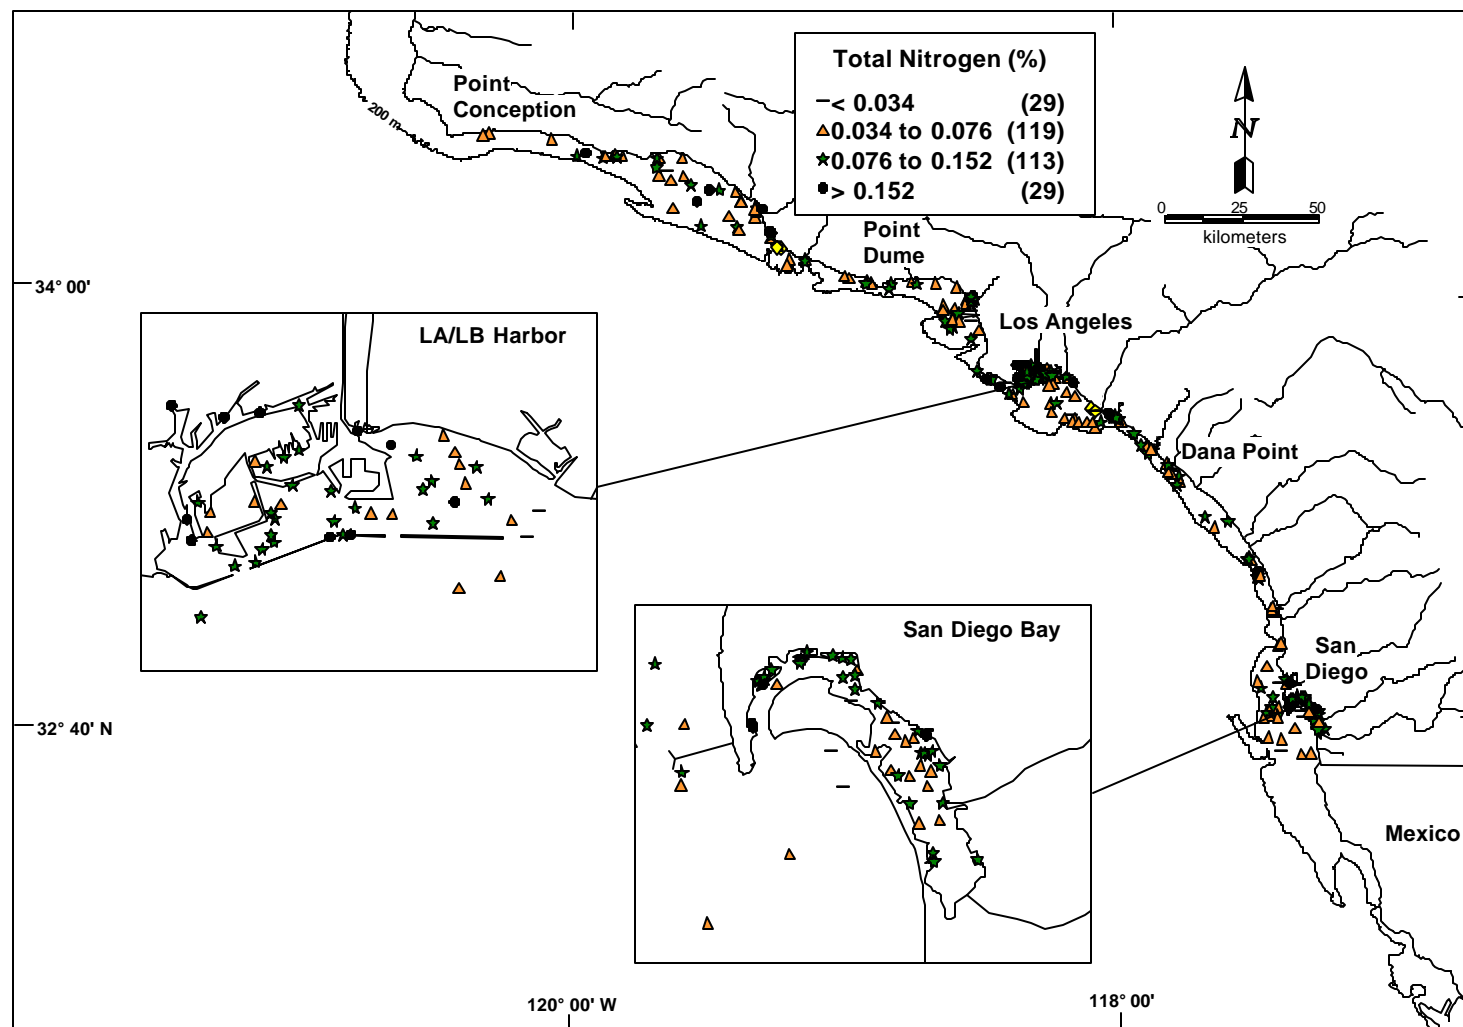 Point
Conception
200 m
Total Nitrogen (%)
< 0.034 (29)
0.034 to 0.076 (119)
0.076 to 0.152 (113)
> 0.152 (29)
N
0 25 50
kilometers
Point
Dume
34° 00'
Los Angeles
LA/LB Harbor
Dana Point
San Diego Bay
San
Diego
32° 40' N
Mexico
120° 00' W
118° 00'